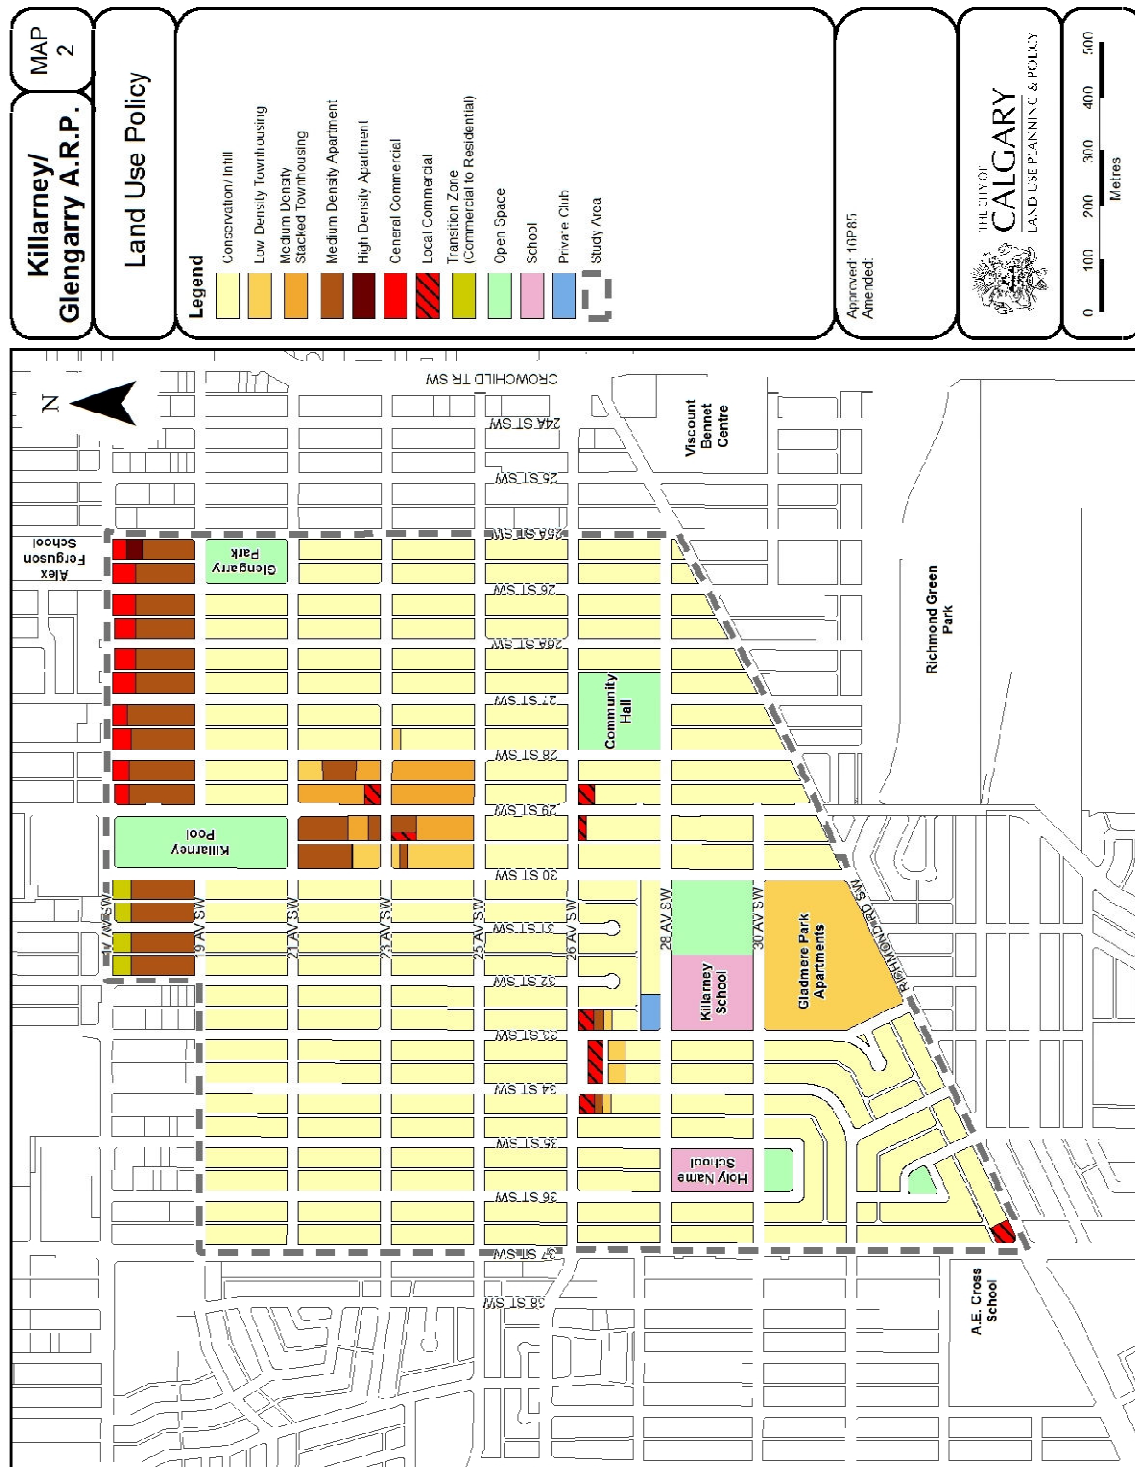 Killarney/
Glengarry A.R.P.
MAP
2
Land Use Policy
Legend
Conservation/Infill
Low Density Townhousing
Medium Density
Stacked Townhousing
Medium Density Apartment
High Density Apartment
General Commercial
Local Commercial
Transition Zone
(Commercial to Residential)
Open Space
School
Private Club
Study Area
Approved: 16P85
Amended:
THE CITY OF
CALGARY
LAND USE PLANNING & POLICY
0 100 200 300 400 500
Metres
N
Alex
Ferguson
School
Glengarry
Park
Killarney
Pool
Community
Hall
Viscount
Bennet
Centre
Richmond Green
Park
Killarney
School
Gladmere Park
Apartments
Holy Name
School
A.E. Cross
School
CROWCHILD TR SW
24A ST SW
25 ST SW
25A ST SW
26 ST SW
26A ST SW
27 ST SW
28 ST SW
29 ST SW
30 ST SW
31 ST SW
32 ST SW
33 ST SW
34 ST SW
35 ST SW
36 ST SW
37 ST SW
38 ST SW
17 AV SW
19 AV SW
21 AV SW
23 AV SW
25 AV SW
26 AV SW
28 AV SW
30 AV SW
RICHMOND RD SW